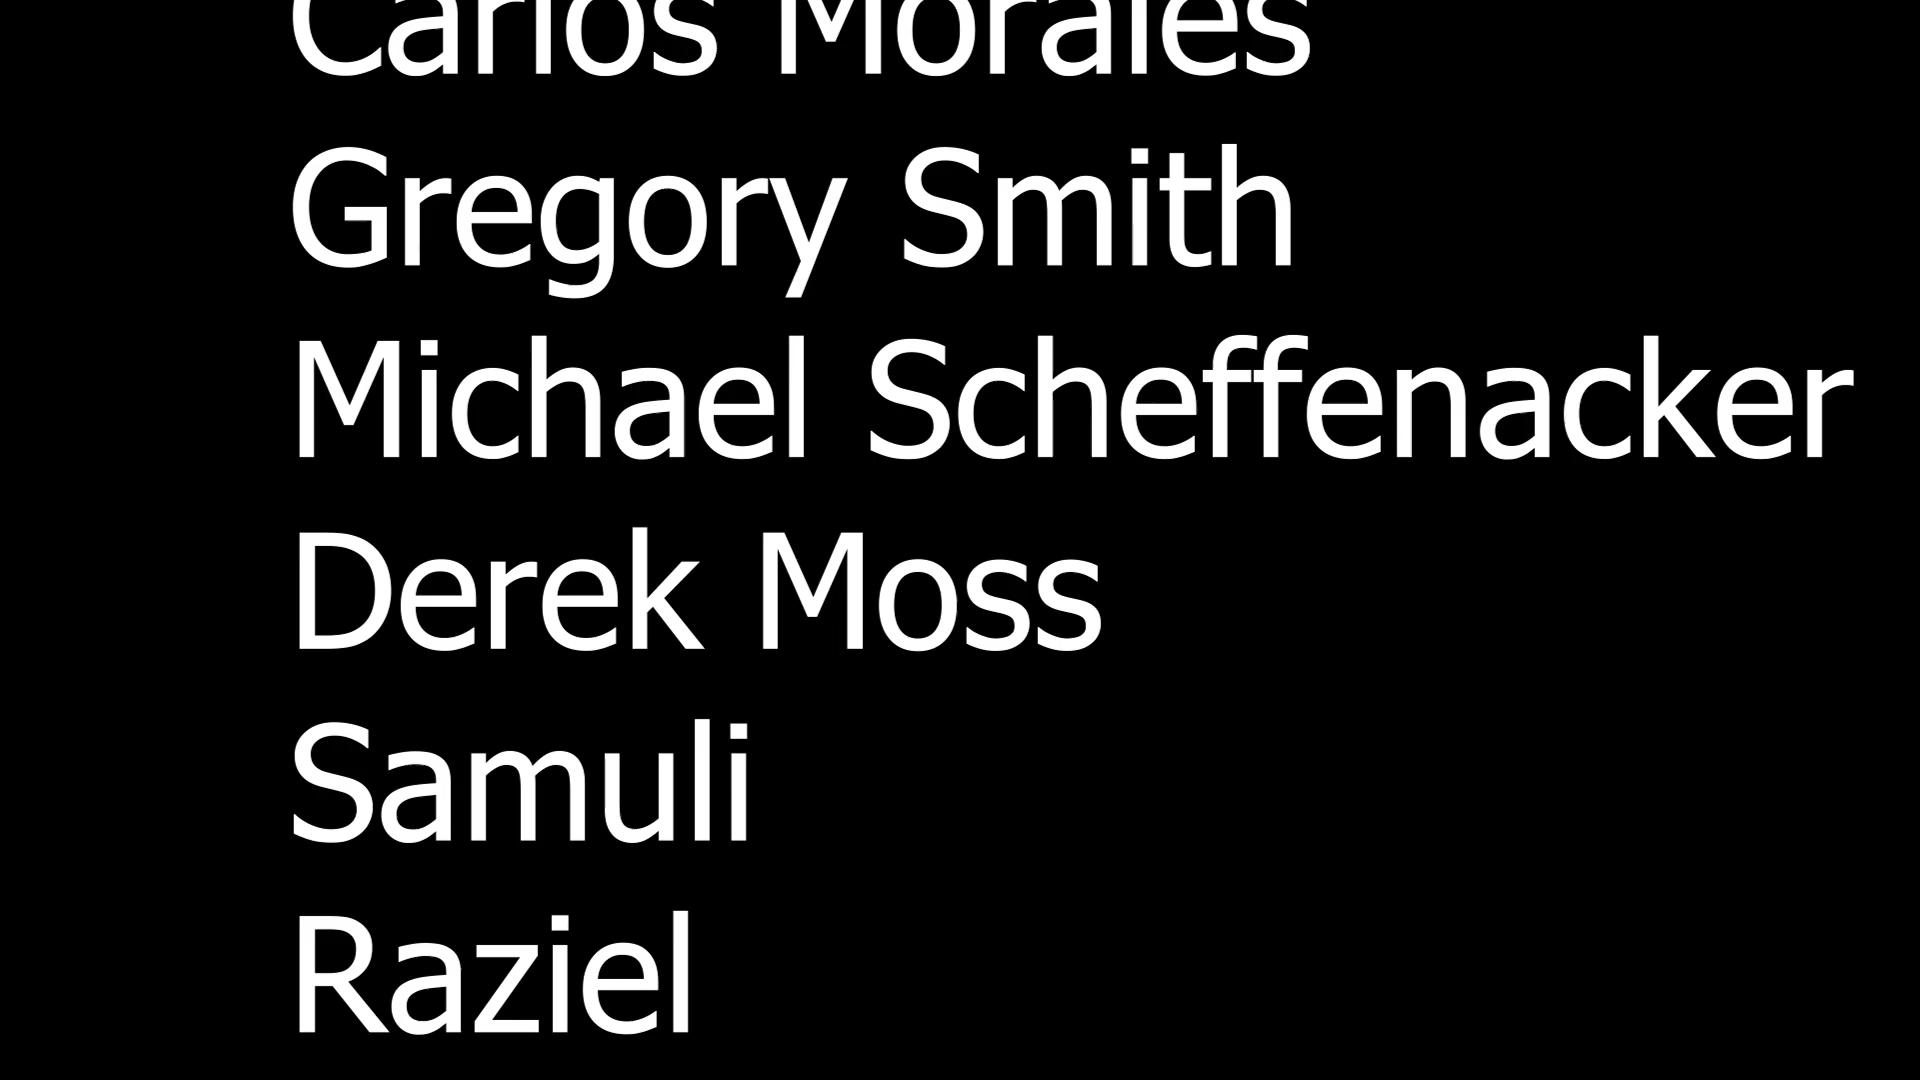 Carlos Morales
Gregory Smith
Michael Scheffenacker
Derek Moss
Samuli
Raziel